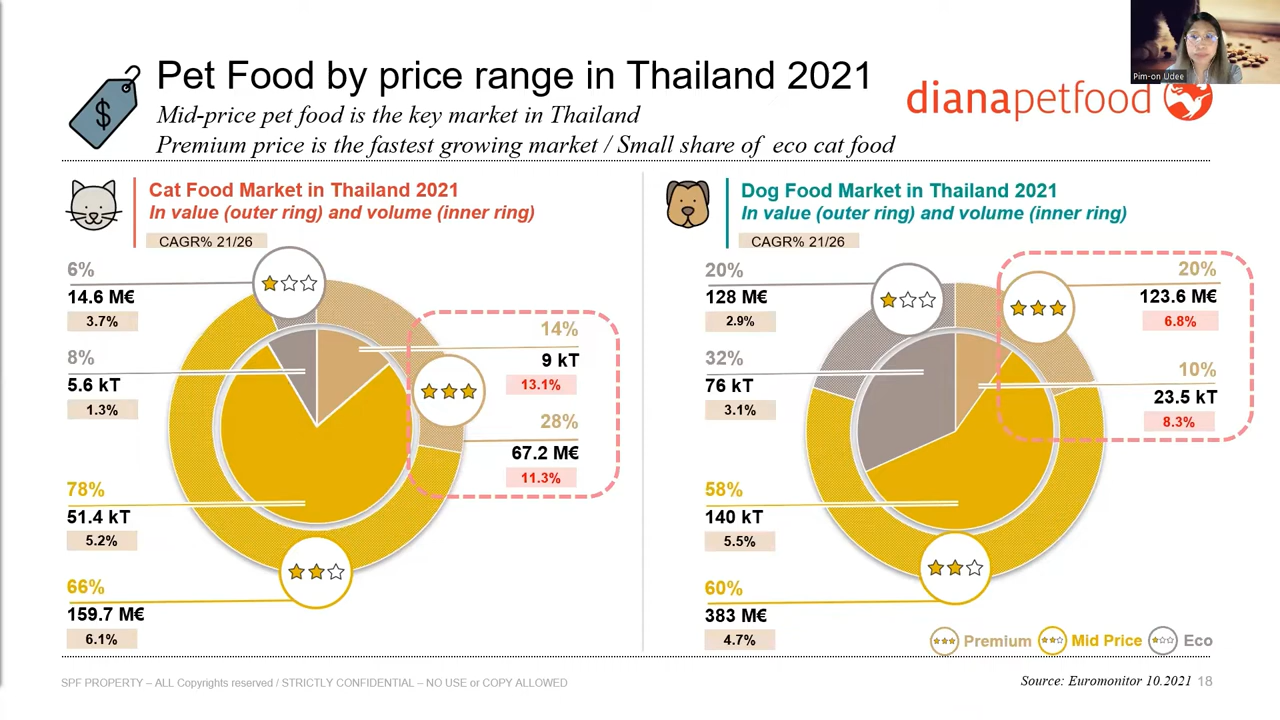 Pet Food by price range in Thailand 2021
Mid-price pet food is the key market in Thailand
Premium price is the fastest growing market / Small share of eco cat food
dianapetfood
Pim-on Udee
$
Cat Food Market in Thailand 2021
In value (outer ring) and volume (inner ring)
CAGR% 21/26
6%
14.6 M€
3.7%
8%
5.6 kT
1.3%
78%
51.4 kT
5.2%
66%
159.7 M€
6.1%
14%
9 kT
13.1%
28%
67.2 M€
11.3%
Dog Food Market in Thailand 2021
In value (outer ring) and volume (inner ring)
CAGR% 21/26
20%
128 M€
2.9%
32%
76 kT
3.1%
58%
140 kT
5.5%
60%
383 M€
4.7%
20%
123.6 M€
6.8%
10%
23.5 kT
8.3%
Premium Mid Price Eco
SPF PROPERTY – ALL Copyrights reserved / STRICTLY CONFIDENTIAL – NO USE or COPY ALLOWED
Source: Euromonitor 10.2021 18